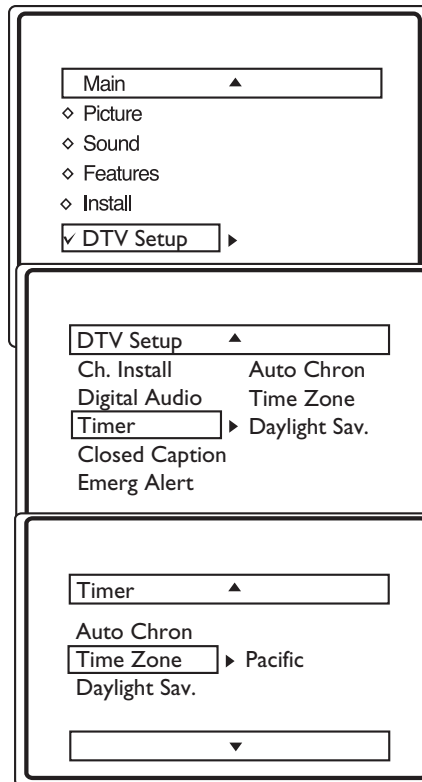 Main ▲
Picture
Sound
Features
Install
✓ DTV Setup ▶
DTV Setup ▲
Ch. Install Auto Chron
Digital Audio Time Zone
Timer ▶ Daylight Sav.
Closed Caption
Emerg Alert
Timer ▲
Auto Chron
Time Zone ▶ Pacific
Daylight Sav.
▼